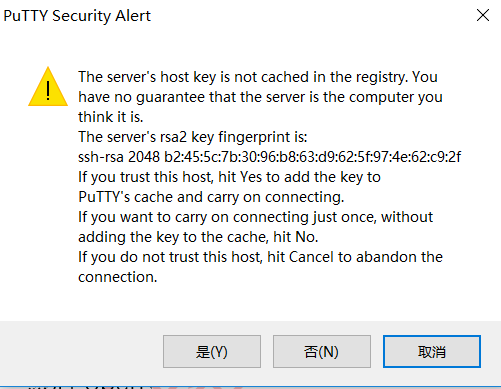 PuTTY Security Alert
The server's host key is not cached in the registry. You
have no guarantee that the server is the computer you
think it is.
The server's rsa2 key fingerprint is:
ssh-rsa 2048 b2:45:5c:7b:30:96:b8:63:d9:62:5f:97:4e:62:c9:2f
If you trust this host, hit Yes to add the key to
PuTTY's cache and carry on connecting.
If you want to carry on connecting just once, without
adding the key to the cache, hit No.
If you do not trust this host, hit Cancel to abandon the
connection.
是(Y)
否(N)
取消